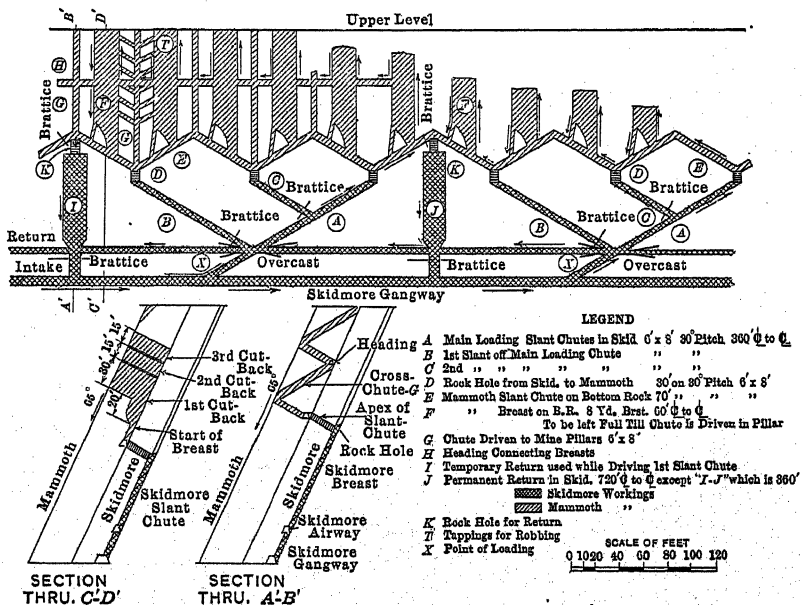 B' D' Upper Level
H T
G F
Brattice
Brattice
K G E D
C Brattice
K F D E
Brattice
I B A J B C A
Brattice Brattice
Return
Intake Brattice X Overcast Brattice X Overcast
A' C' Skidmore Gangway
30' 15' 15'
20'
65°
3rd Cut-
Back
2nd Cut-
Back
1st Cut-
Back
Start of
Breast
Mammoth
Skidmore
Skidmore
Slant
Chute
SECTION
THRU. C'-D'
Heading
65°
Cross-
Chute-G
Apex of
Slant-
Chute
Rock Hole
Mammoth
Skidmore
Skidmore
Breast
Skidmore
Airway
Skidmore
Gangway
SECTION
THRU. A'-B'
LEGEND
A Main Loading Slant Chutes in Skid. 6' x 8' 30° Pitch, 360' ℄ to ℄
B 1st Slant off Main Loading Chute " "
C 2nd " " " " " " "
D Rock Hole from Skid. to Mammoth 30' on 30° Pitch 6' x 8'
E Mammoth Slant Chute on Bottom Rock 70' " " "
F " Breast on B.R. 8 Yd. Brst. 60' ℄ to ℄
To be left Full Till Chute is Driven in Pillar
G Chute Driven to Mine Pillars 6' x 8'
H Heading Connecting Breasts
I Temporary Return used while Driving 1st Slant Chute
J Permanent Return in Skid. 720' ℄ to ℄ except "I-J" which is 360'
Skidmore Workings
Mammoth "
K Rock Hole for Return
T Tappings for Robbing
X Point of Loading
SCALE OF FEET
0 10 20 40 60 80 100 120